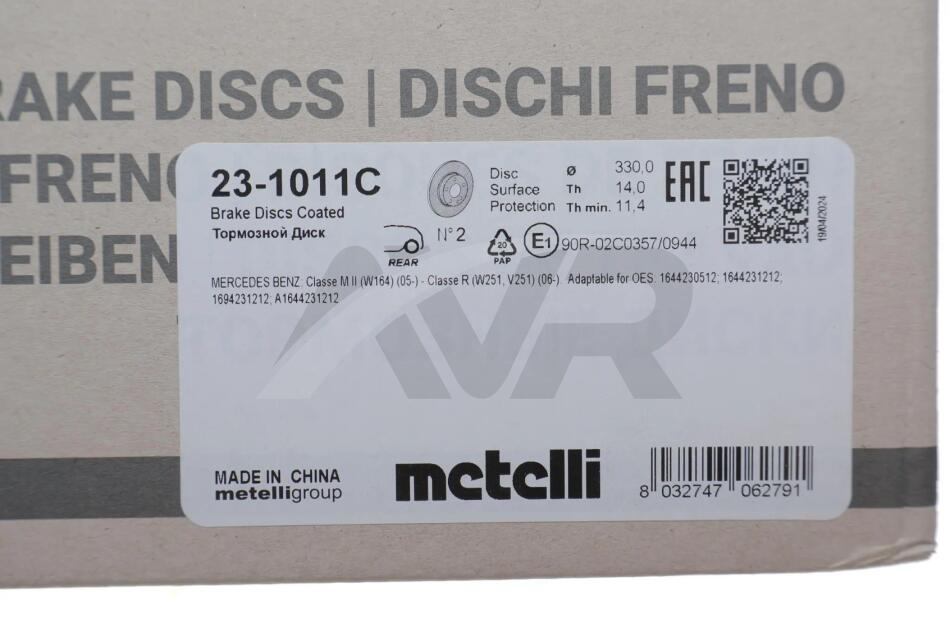 RAKE DISCS | DISCHI FRENO
FRENO
EIBEN
23-1011C
Brake Discs Coated
Тормозной Диск
Disc
Surface
Protection
Ø 330,0
Th 14,0
Th min. 11,4
EAC
19/04/2024
REAR
N° 2
20
PAP
E1 90R-02C0357/0944
MERCEDES BENZ: Classe M II (W164) (05-) - Classe R (W251, V251) (06-). Adaptable for OES: 1644230512; 1644231212;
1694231212; A1644231212
AVR
MADE IN CHINA
metelligroup
metelli
8 032747 062791